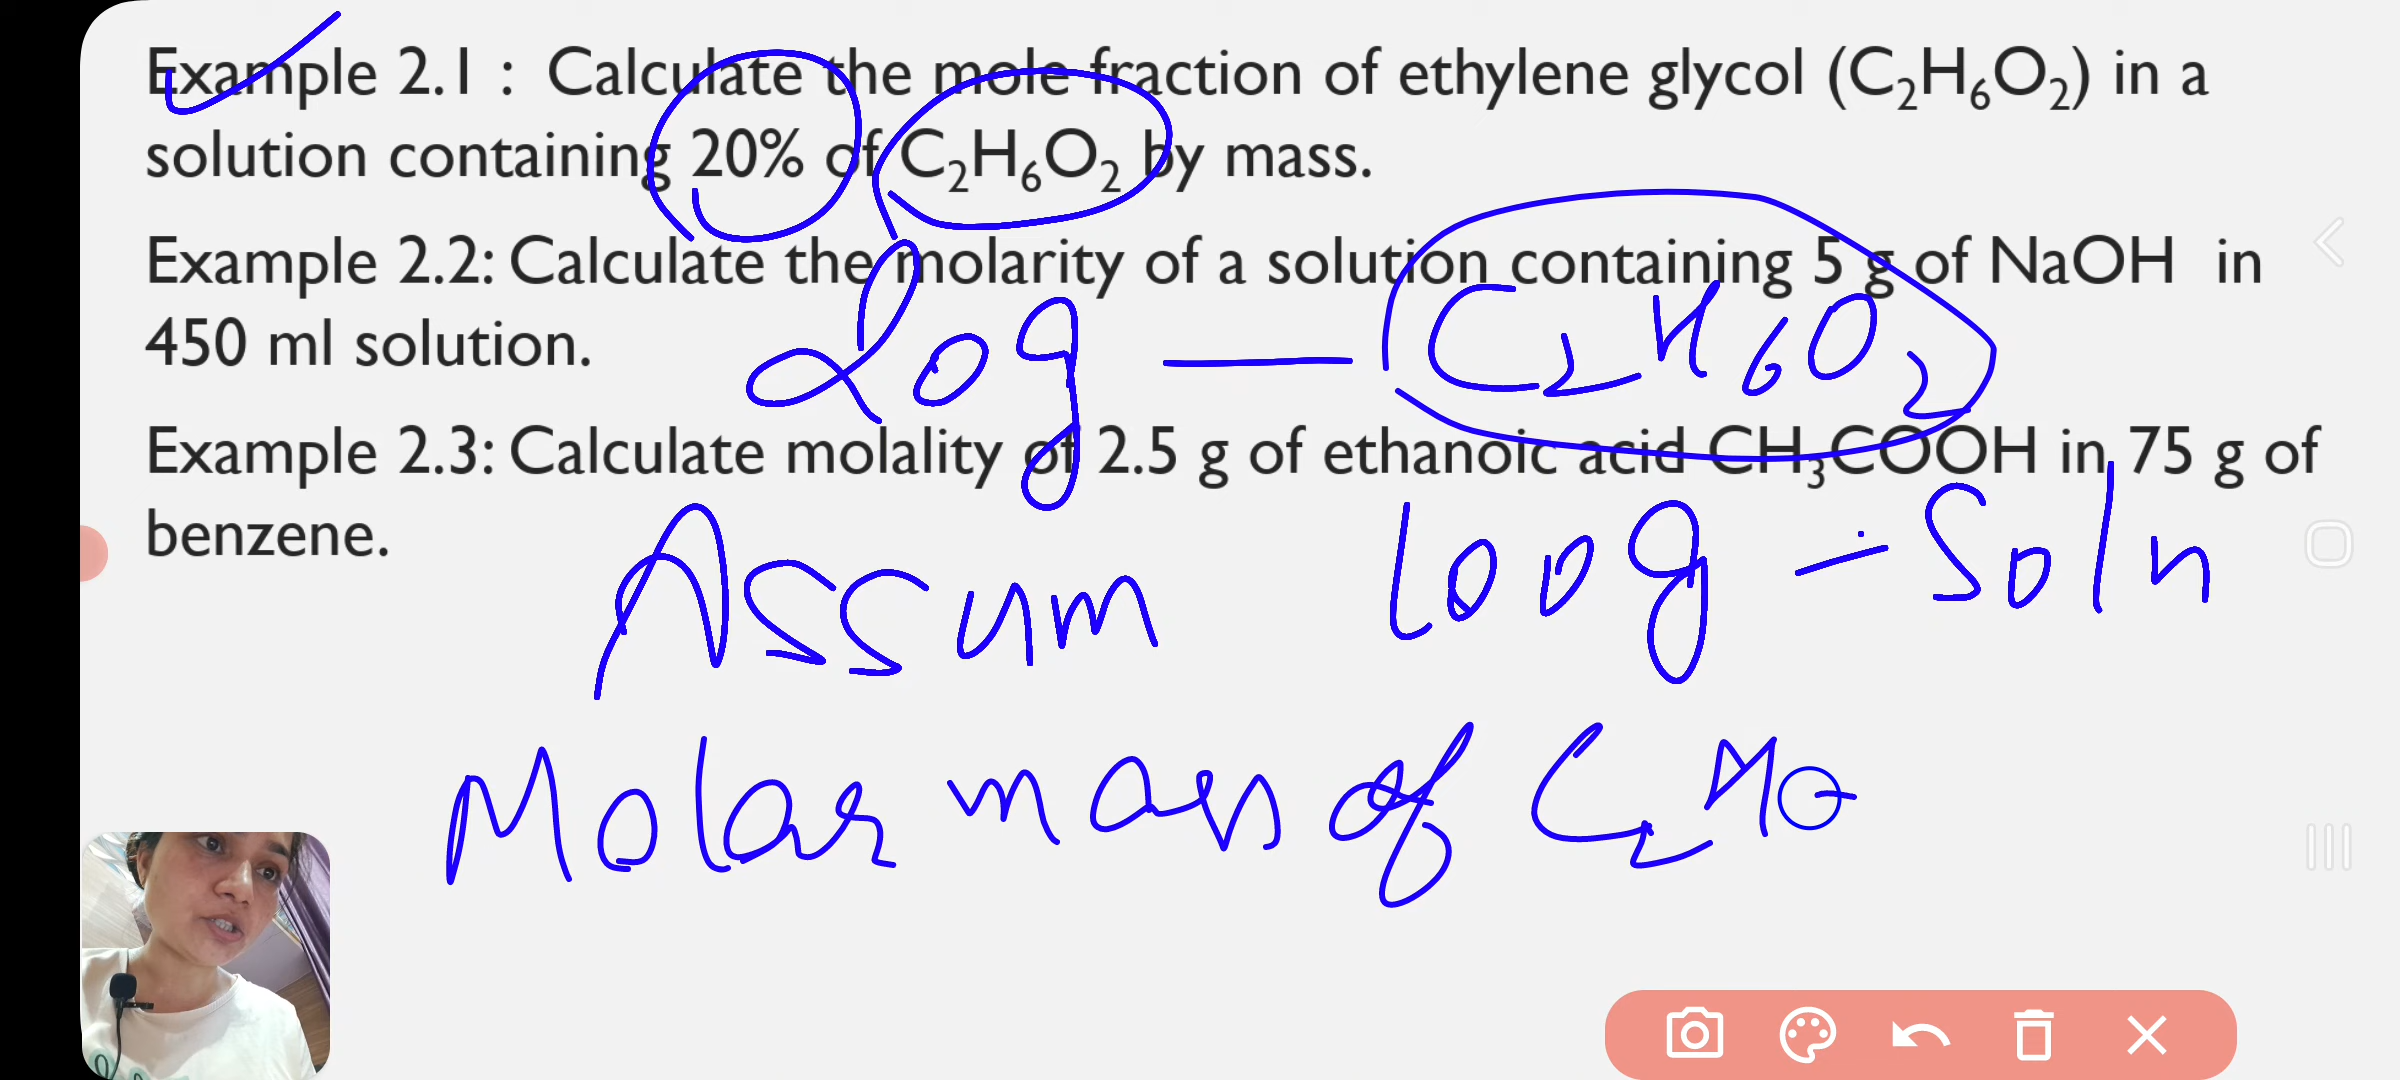 Example 2.1 : Calculate the mole fraction of ethylene glycol (C₂H₆O₂) in a
solution containing 20% of C₂H₆O₂ by mass.
Example 2.2: Calculate the molarity of a solution containing 5 g of NaOH in
450 ml solution.
20g — C₂H₆O₂
Example 2.3: Calculate molality of 2.5 g of ethanoic acid CH₃COOH in 75 g of
benzene.
Assum 100g - Soln
Molar mass of C₂H